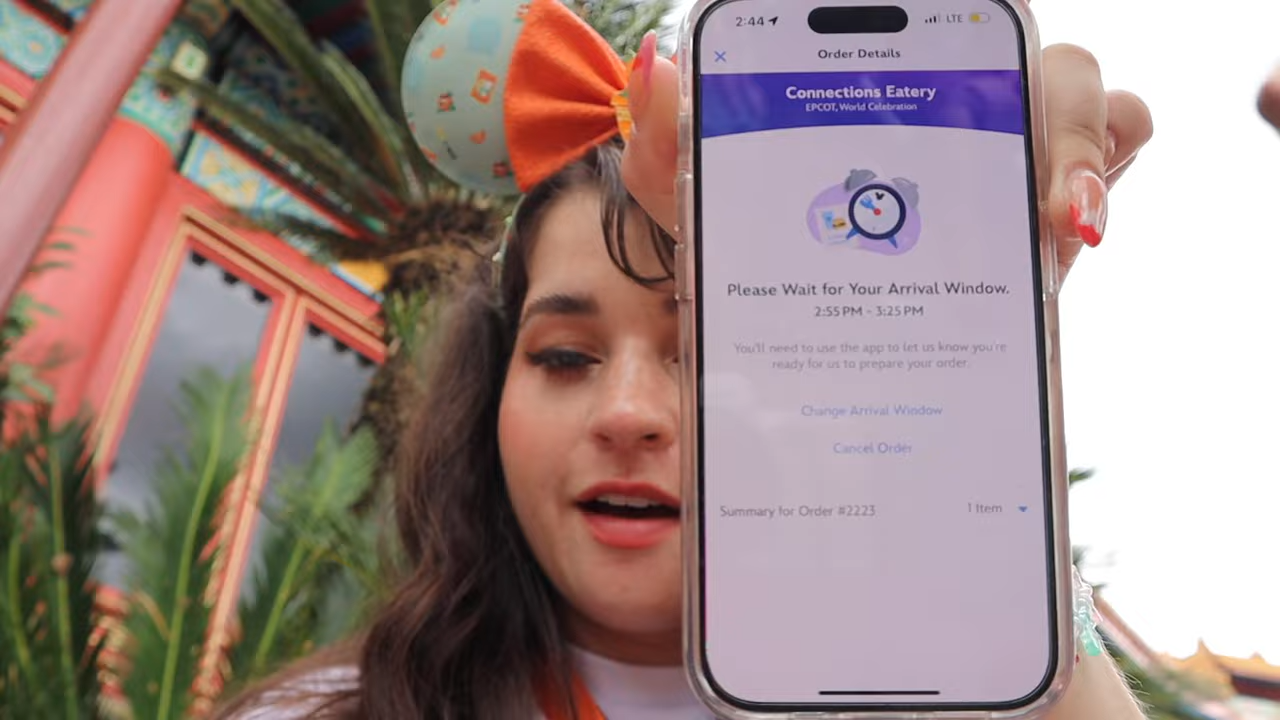 2:44 LTE
Order Details
Connections Eatery
EPCOT, World Celebration
Please Wait for Your Arrival Window.
2:55 PM - 3:25 PM
You'll need to use the app to let us know you're
ready for us to prepare your order.
Change Arrival Window
Cancel Order
Summary for Order #2223 1 Item